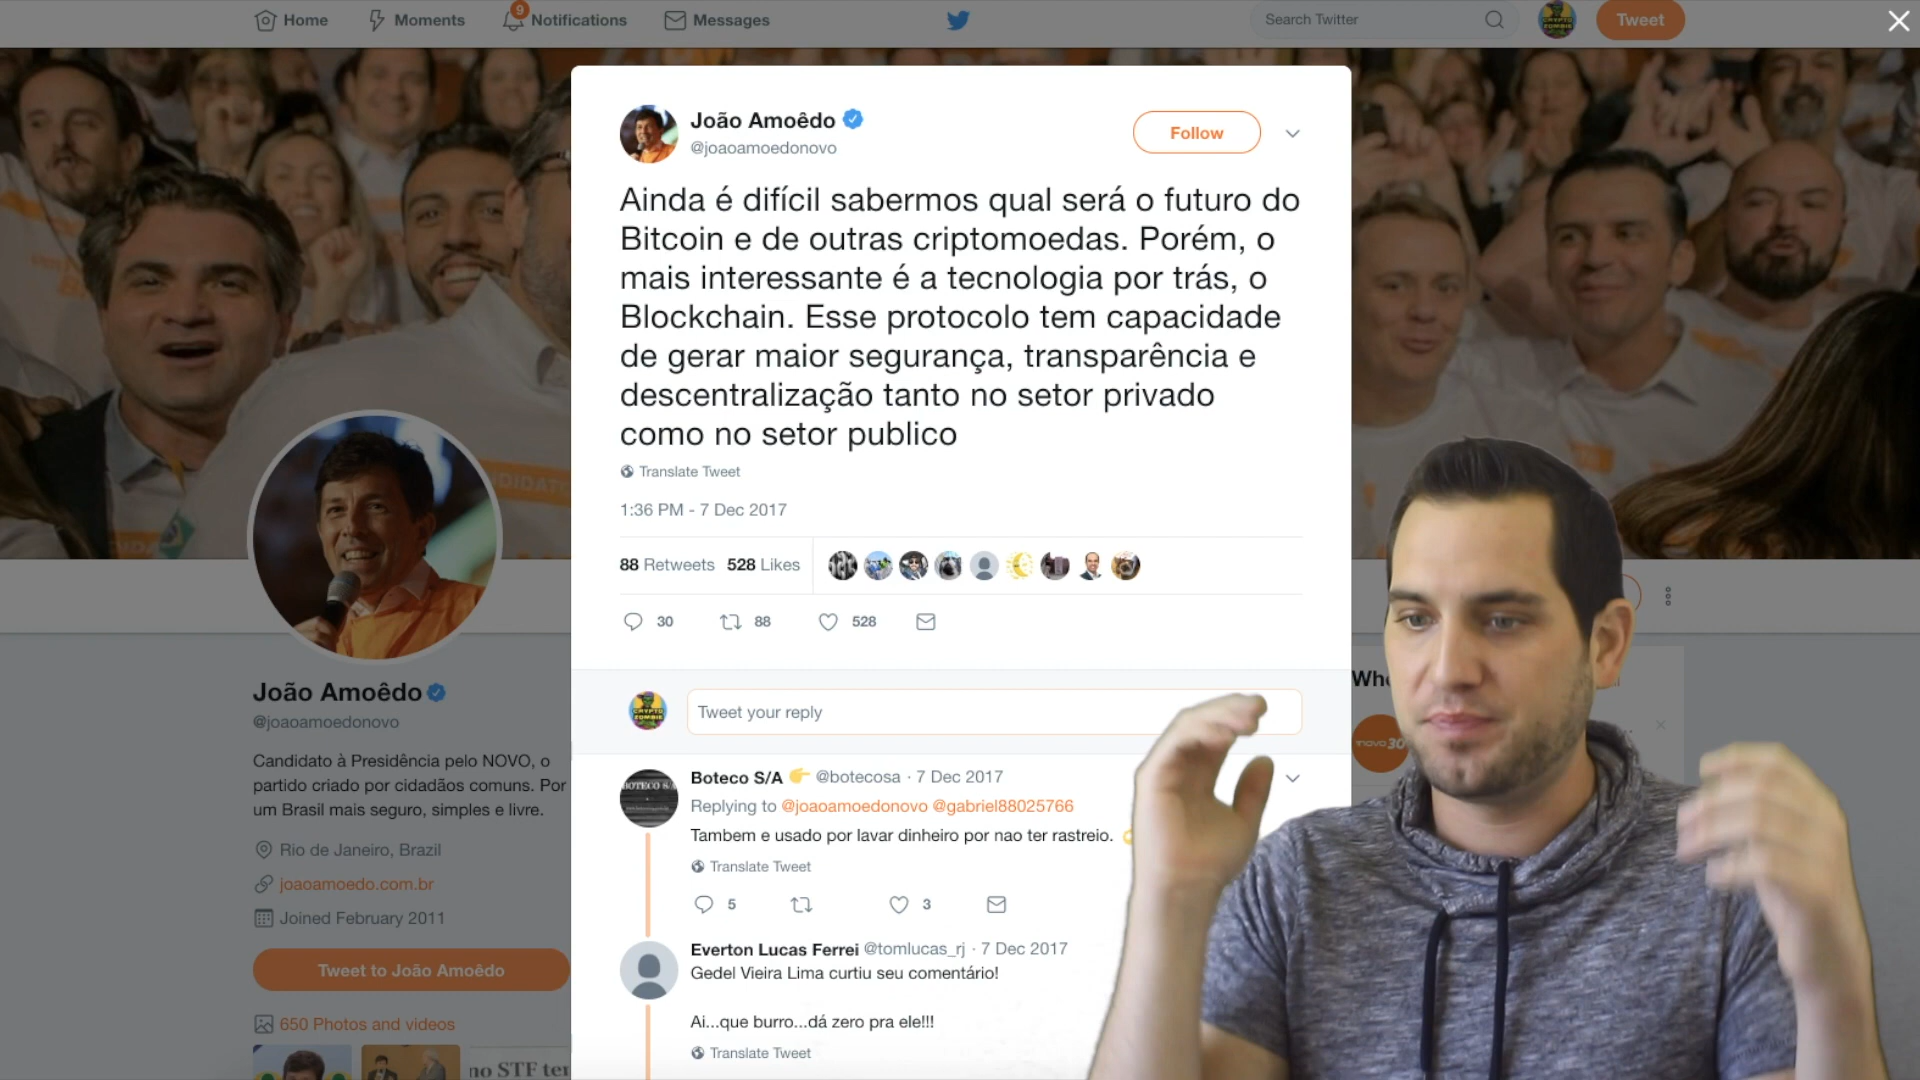 Home
Moments
9
Notifications
Messages
Search Twitter
Tweet
João Amoêdo
@joaoamoedonovo
Follow
Ainda é difícil sabermos qual será o futuro do
Bitcoin e de outras criptomoedas. Porém, o
mais interessante é a tecnologia por trás, o
Blockchain. Esse protocolo tem capacidade
de gerar maior segurança, transparência e
descentralização tanto no setor privado
como no setor publico
Translate Tweet
1:36 PM - 7 Dec 2017
88 Retweets 528 Likes
30 88 528
CRYPTO ZOMBIE
Tweet your reply
Boteco S/A @botecosa · 7 Dec 2017
Replying to @joaoamoedonovo @gabriel88025766
Tambem e usado por lavar dinheiro por nao ter rastreio.
Translate Tweet
5 3
Everton Lucas Ferrei @tomlucas_rj · 7 Dec 2017
Gedel Vieira Lima curtiu seu comentário!
Ai...que burro...dá zero pra ele!!!
Translate Tweet
João Amoêdo
@joaoamoedonovo
Candidato à Presidência pelo NOVO, o
partido criado por cidadãos comuns. Por
um Brasil mais seguro, simples e livre.
Rio de Janeiro, Brazil
joaoamoedo.com.br
Joined February 2011
Tweet to João Amoêdo
650 Photos and videos
no STF
NOVO 30